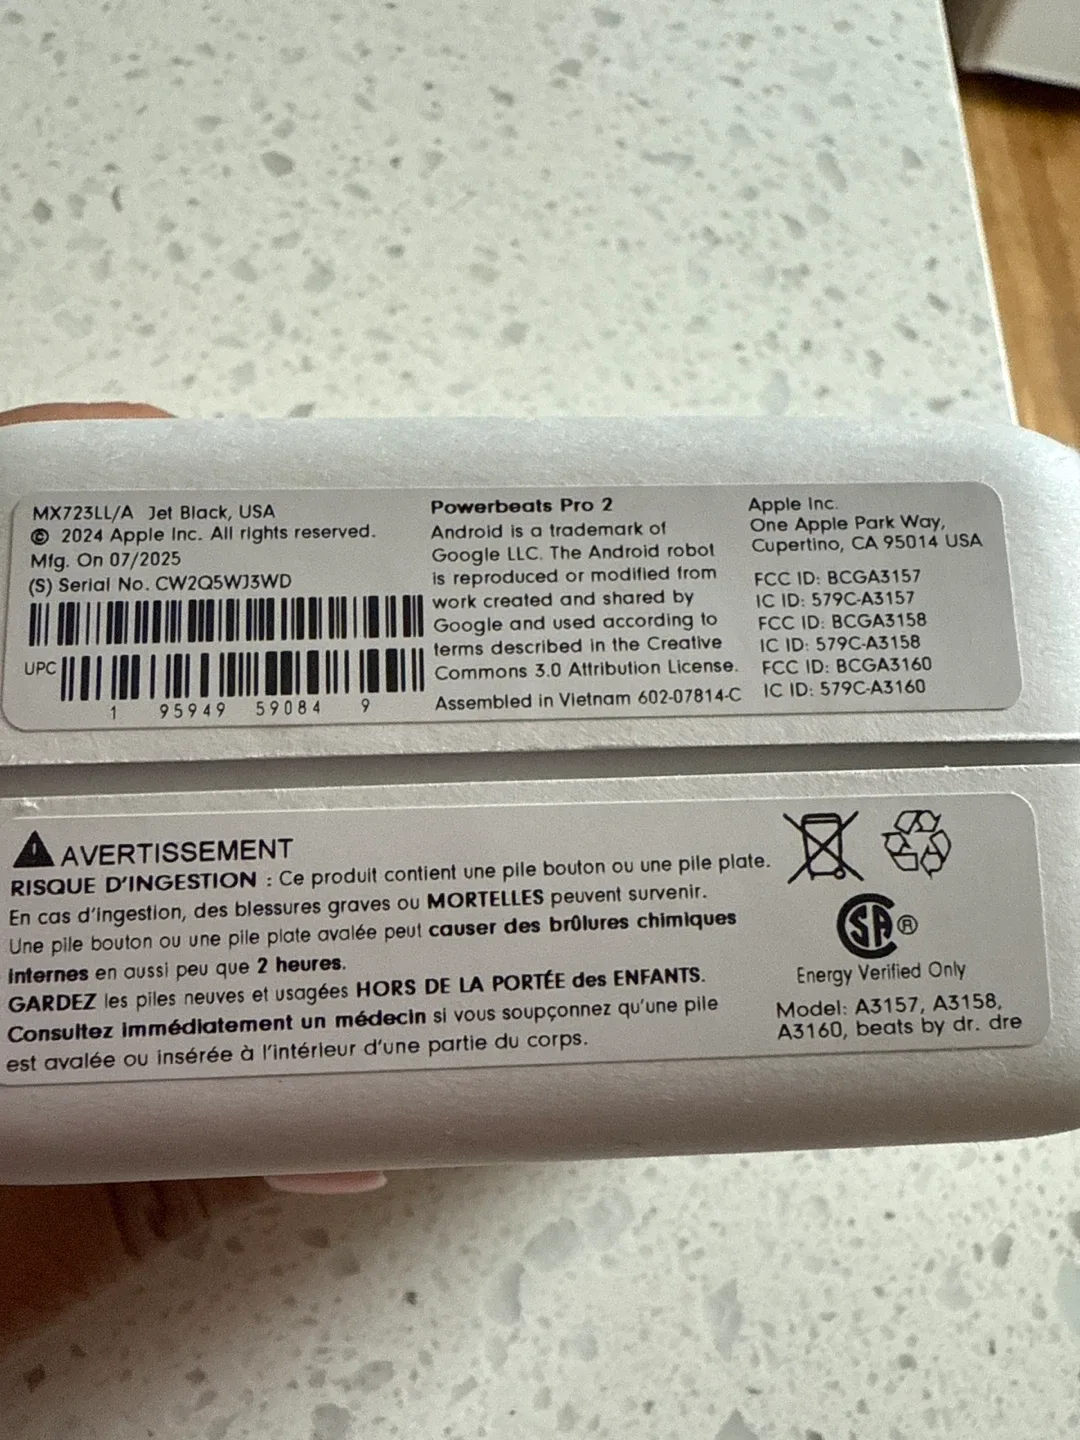 MX723LL/A Jet Black, USA
© 2024 Apple Inc. All rights reserved.
Mfg. On 07/2025
(S) Serial No. CW2Q5WJ3WD
UPC
1 95949 59084 9
Powerbeats Pro 2
Android is a trademark of
Google LLC. The Android robot
is reproduced or modified from
work created and shared by
Google and used according to
terms described in the Creative
Commons 3.0 Attribution License.
Assembled in Vietnam 602-07814-C
Apple Inc.
One Apple Park Way,
Cupertino, CA 95014 USA
FCC ID: BCGA3157
IC ID: 579C-A3157
FCC ID: BCGA3158
IC ID: 579C-A3158
FCC ID: BCGA3160
IC ID: 579C-A3160
AVERTISSEMENT
RISQUE D'INGESTION : Ce produit contient une pile bouton ou une pile plate.
En cas d'ingestion, des blessures graves ou MORTELLES peuvent survenir.
Une pile bouton ou une pile plate avalée peut causer des brûlures chimiques
internes en aussi peu que 2 heures.
GARDEZ les piles neuves et usagées HORS DE LA PORTÉE des ENFANTS.
Consultez immédiatement un médecin si vous soupçonnez qu'une pile
est avalée ou insérée à l'intérieur d'une partie du corps.
SA®
Energy Verified Only
Model: A3157, A3158,
A3160, beats by dr. dre